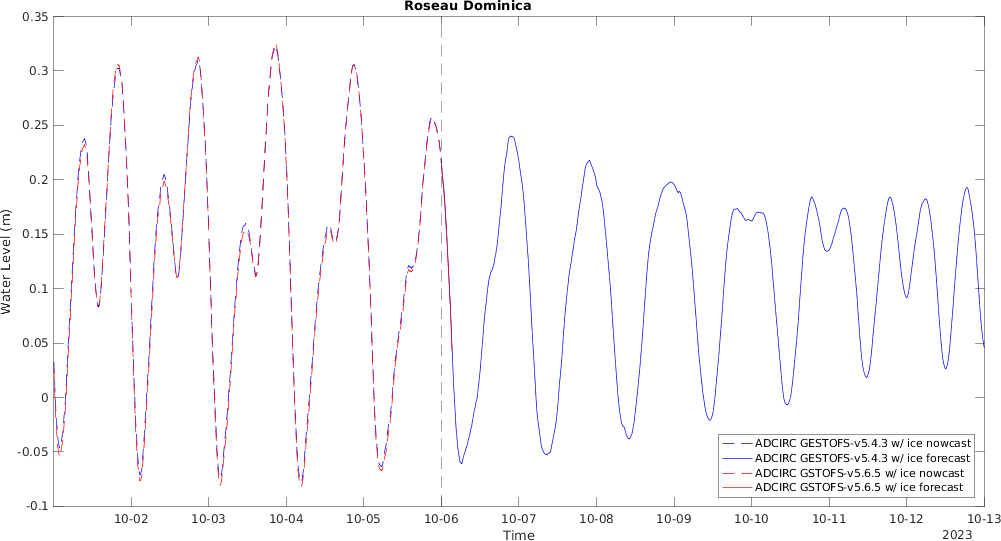 Roseau Dominica
0.35
0.3
0.25
0.2
0.15
0.1
0.05
0
-0.05
-0.1
Water Level (m)
ADCIRC GESTOFS-v5.4.3 w/ ice nowcast
ADCIRC GESTOFS-v5.4.3 w/ ice forecast
ADCIRC GSTOFS-v5.6.5 w/ ice nowcast
ADCIRC GSTOFS-v5.6.5 w/ ice forecast
10-02 10-03 10-04 10-05 10-06 10-07 10-08 10-09 10-10 10-11 10-12 10-13
Time
2023